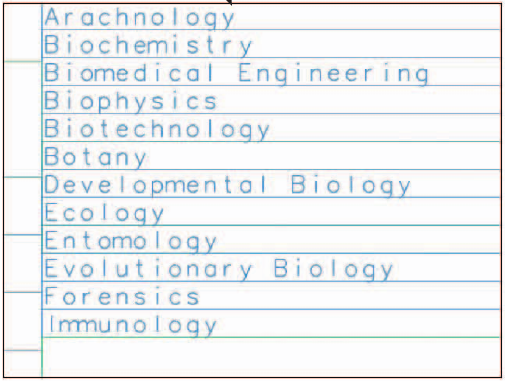 Arachnology
Biochemistry
Biomedical Engineering
Biophysics
Biotechnology
Botany
Developmental Biology
Ecology
Entomology
Evolutionary Biology
Forensics
Immunology